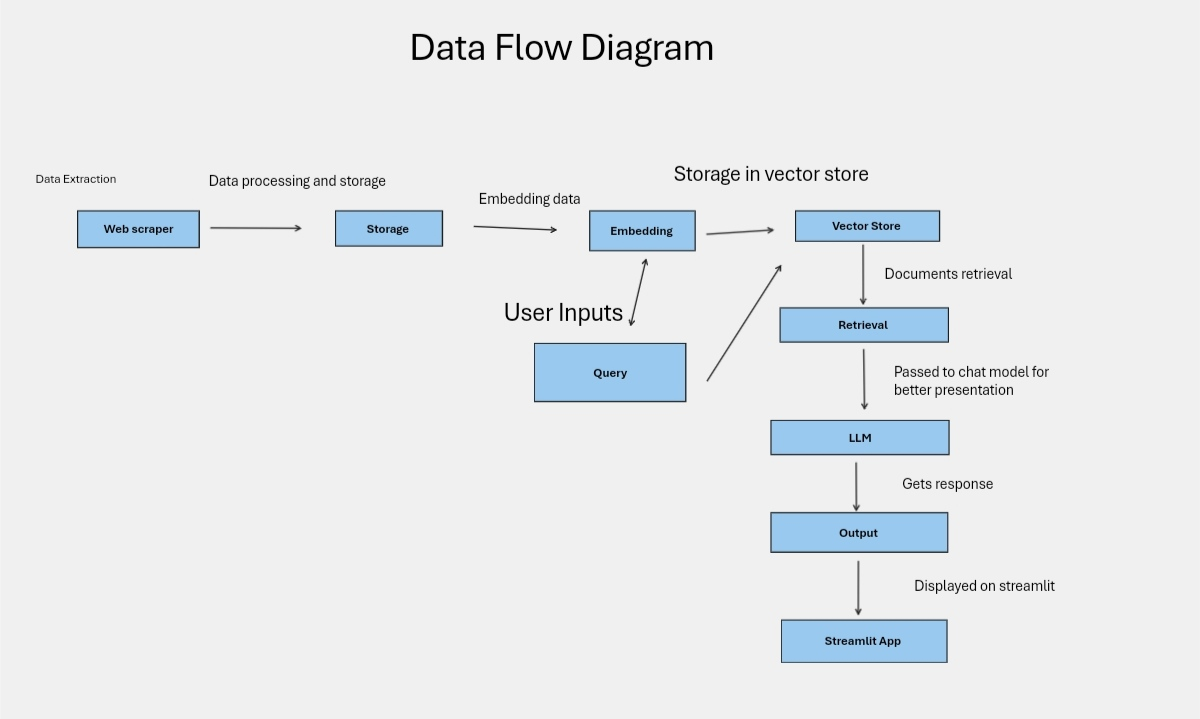 Data Flow Diagram
Storage in vector store
Data Extraction
Data processing and storage
Embedding data
Web scraper
Storage
Embedding
Vector Store
Documents retrieval
User Inputs
Retrieval
Query
Passed to chat model for
better presentation
LLM
Gets response
Output
Displayed on streamlit
Streamlit App